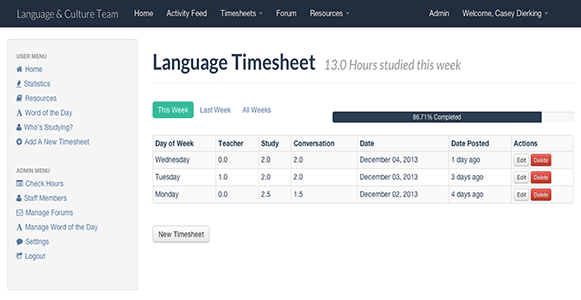 Language & Culture Team Home Activity Feed Timesheets Forum Resources Admin Welcome, Casey Dierking
USER MENU
Home
Statistics
Resources
Word of the Day
Who's Studying?
Add A New Timesheet
ADMIN MENU
Check Hours
Staff Members
Manage Forums
Manage Word of the Day
Settings
Logout
Language Timesheet 13.0 Hours studied this week
This Week Last Week All Weeks
86.71% Completed
Day of Week Teacher Study Conversation Date Date Posted Actions
Wednesday 0.0 2.0 2.0 December 04, 2013 1 day ago Edit Delete
Tuesday 1.0 2.0 2.0 December 03, 2013 3 days ago Edit Delete
Monday 0.0 2.5 1.5 December 02, 2013 4 days ago Edit Delete
New Timesheet